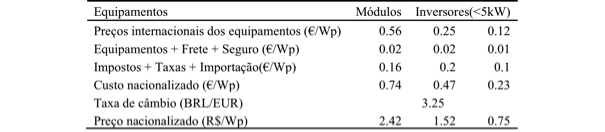 Equipamentos Módulos Inversores(<5kW)
Preços internacionais dos equipamentos (€/Wp) 0.56 0.25 0.12
Equipamentos + Frete + Seguro (€/Wp) 0.02 0.02 0.01
Impostos + Taxas + Importação(€/Wp) 0.16 0.2 0.1
Custo nacionalizado (€/Wp) 0.74 0.47 0.23
Taxa de câmbio (BRL/EUR) 3.25
Preço nacionalizado (R$/Wp) 2.42 1.52 0.75